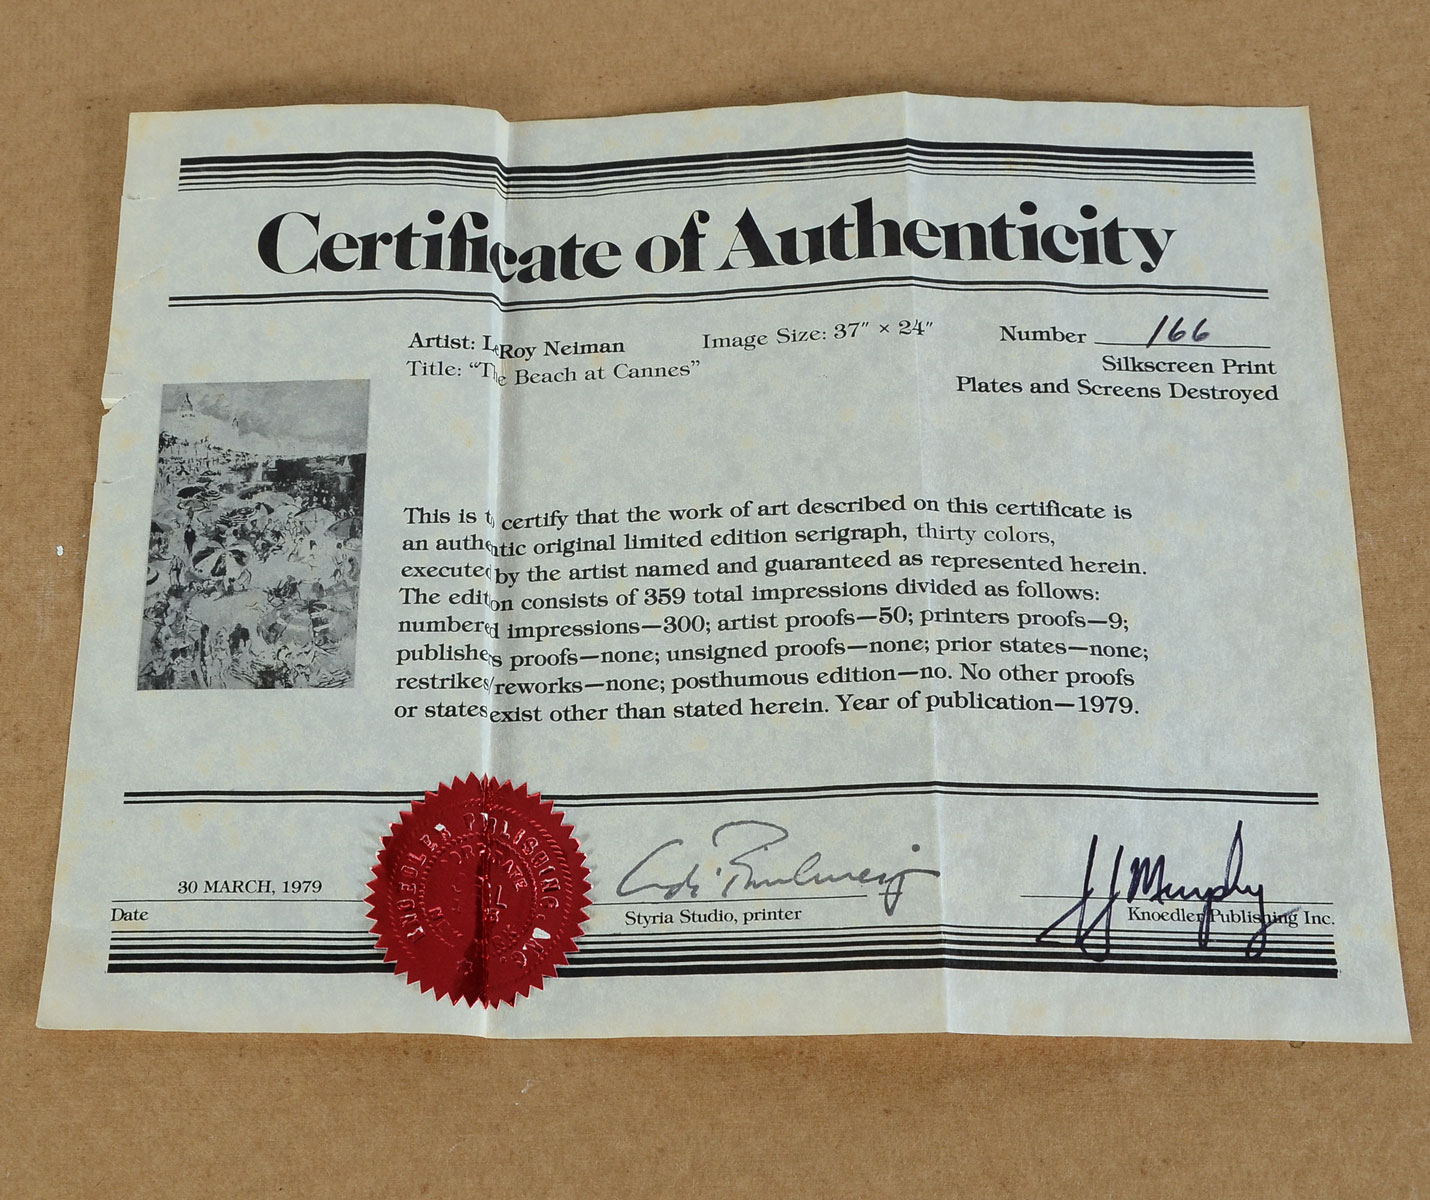 Certificate of Authenticity
Artist: LeRoy Neiman
Title: "The Beach at Cannes"
Image Size: 37" × 24"
Number 166
Silkscreen Print
Plates and Screens Destroyed
This is to certify that the work of art described on this certificate is
an authentic original limited edition serigraph, thirty colors,
executed by the artist named and guaranteed as represented herein.
The edition consists of 359 total impressions divided as follows:
numbered impressions—300; artist proofs—50; printers proofs—9;
publishers proofs—none; unsigned proofs—none; prior states—none;
restrikes/reworks—none; posthumous edition—no. No other proofs
or states exist other than stated herein. Year of publication—1979.
30 MARCH, 1979
Date
KNOEDLER PUBLISHING, INC.
Styria Studio, printer
Murphy
Knoedler Publishing Inc.